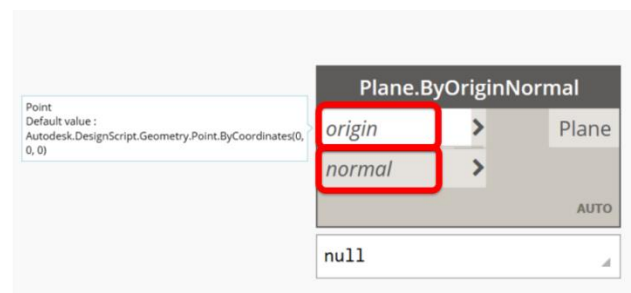 Plane.ByOriginNormal
Point
Default value :
Autodesk.DesignScript.Geometry.Point.ByCoordinates(0,
0, 0)
origin > Plane
normal >
AUTO
null